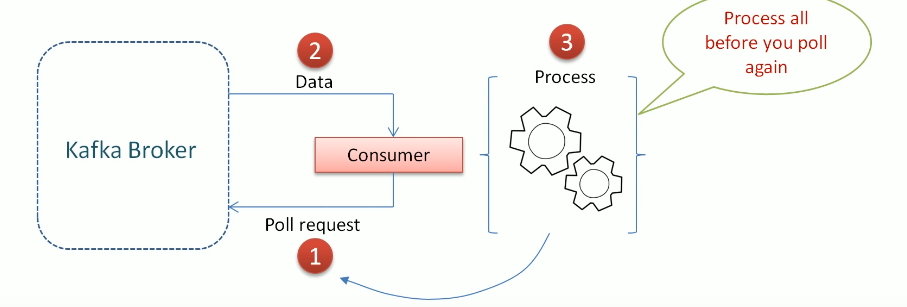 2
Data
3
Process
Process all
before you poll
again
Kafka Broker
Consumer
Poll request
1